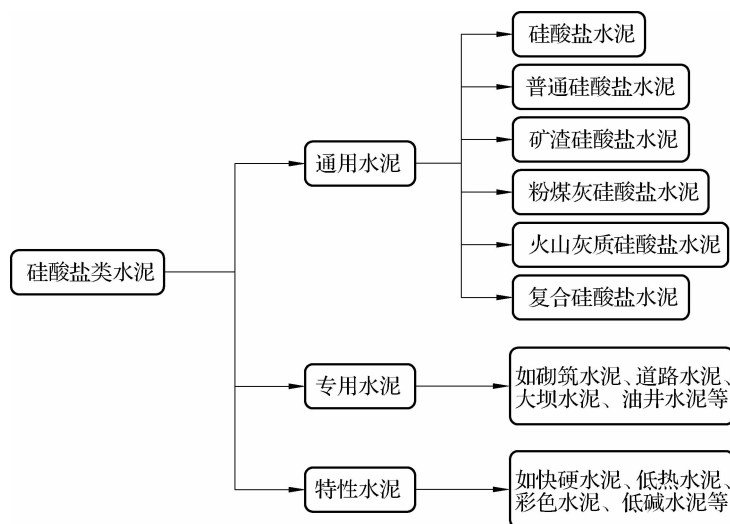 硅酸盐类水泥
通用水泥
硅酸盐水泥
普通硅酸盐水泥
矿渣硅酸盐水泥
粉煤灰硅酸盐水泥
火山灰质硅酸盐水泥
复合硅酸盐水泥
专用水泥
如砌筑水泥、道路水泥、
大坝水泥、油井水泥等
特性水泥
如快硬水泥、低热水泥、
彩色水泥、低碱水泥等